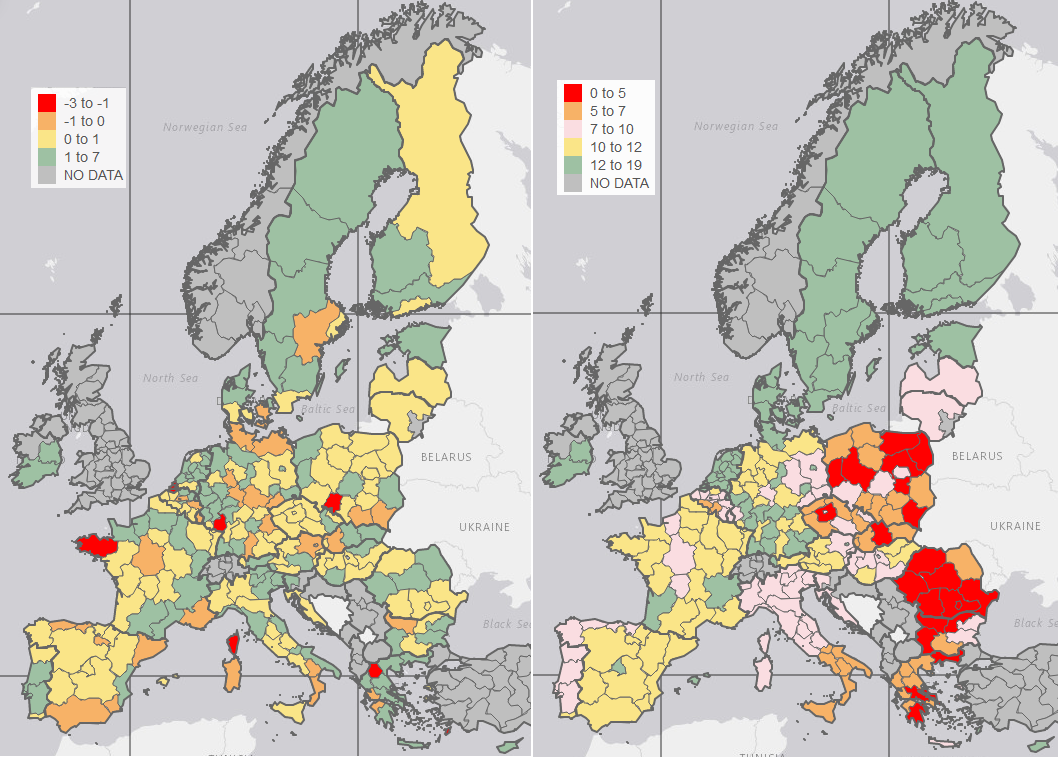 -3 to -1
-1 to 0
0 to 1
1 to 7
NO DATA
Norwegian Sea
North Sea
Baltic Sea
BELARUS
UKRAINE
Black Se
0 to 5
5 to 7
7 to 10
10 to 12
12 to 19
NO DATA
Norwegian Sea
North Sea
Baltic Sea
BELARUS
UKRAINE
Black Se